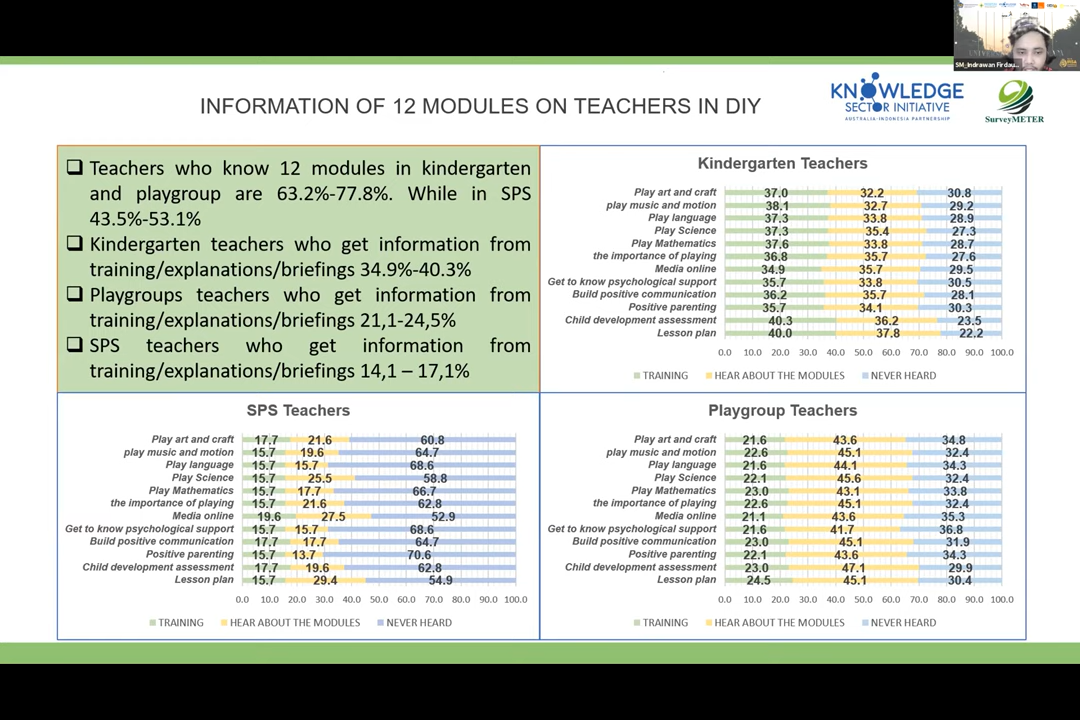 SM_Indrawan Firdau...
INFORMATION OF 12 MODULES ON TEACHERS IN DIY
KNOWLEDGE
SECTOR INITIATIVE
AUSTRALIA-INDONESIA PARTNERSHIP
SurveyMETER
Teachers who know 12 modules in kindergarten
and playgroup are 63.2%-77.8%. While in SPS
43.5%-53.1%
Kindergarten teachers who get information from
training/explanations/briefings 34.9%-40.3%
Playgroups teachers who get information from
training/explanations/briefings 21,1-24,5%
SPS teachers who get information from
training/explanations/briefings 14,1 – 17,1%
Kindergarten Teachers
Play art and craft 37.0 32.2 30.8
play music and motion 38.1 32.7 29.2
Play language 37.3 33.8 28.9
Play Science 37.3 35.4 27.3
Play Mathematics 37.6 33.8 28.7
the importance of playing 36.8 35.7 27.6
Media online 34.9 35.7 29.5
Get to know psychological support 35.7 33.8 30.5
Build positive communication 36.2 35.7 28.1
Positive parenting 35.7 34.1 30.3
Child development assessment 40.3 36.2 23.5
Lesson plan 40.0 37.8 22.2
0.0 10.0 20.0 30.0 40.0 50.0 60.0 70.0 80.0 90.0 100.0
TRAINING HEAR ABOUT THE MODULES NEVER HEARD
SPS Teachers
Play art and craft 17.7 21.6 60.8
play music and motion 15.7 19.6 64.7
Play language 15.7 15.7 68.6
Play Science 15.7 25.5 58.8
Play Mathematics 15.7 17.7 66.7
the importance of playing 15.7 21.6 62.8
Media online 19.6 27.5 52.9
Get to know psychological support 15.7 15.7 68.6
Build positive communication 17.7 17.7 64.7
Positive parenting 15.7 13.7 70.6
Child development assessment 17.7 19.6 62.8
Lesson plan 15.7 29.4 54.9
0.0 10.0 20.0 30.0 40.0 50.0 60.0 70.0 80.0 90.0 100.0
TRAINING HEAR ABOUT THE MODULES NEVER HEARD
Playgroup Teachers
Play art and craft 21.6 43.6 34.8
play music and motion 22.6 45.1 32.4
Play language 21.6 44.1 34.3
Play Science 22.1 45.6 32.4
Play Mathematics 23.0 43.1 33.8
the importance of playing 22.6 45.1 32.4
Media online 21.1 43.6 35.3
Get to know psychological support 21.6 41.7 36.8
Build positive communication 23.0 45.1 31.9
Positive parenting 22.1 43.6 34.3
Child development assessment 23.0 47.1 29.9
Lesson plan 24.5 45.1 30.4
0.0 10.0 20.0 30.0 40.0 50.0 60.0 70.0 80.0 90.0 100.0
TRAINING HEAR ABOUT THE MODULES NEVER HEARD